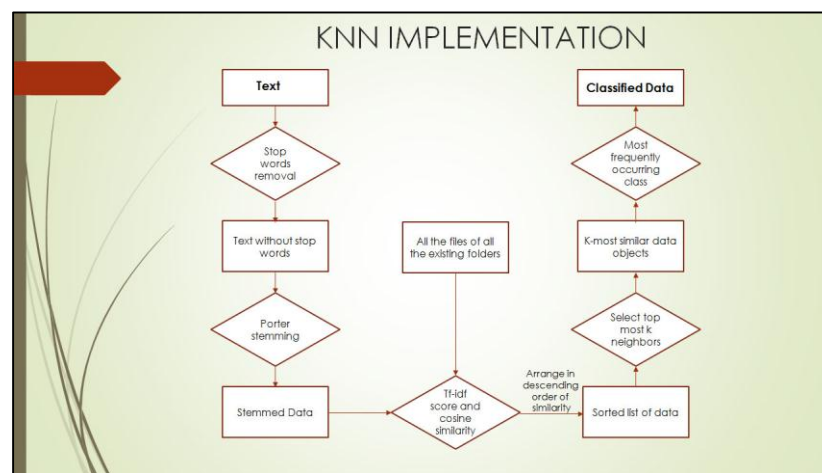 KNN IMPLEMENTATION
Text
Stop
words
removal
Text without stop
words
Porter
stemming
Stemmed Data
All the files of all
the existing folders
Tf-idf
score and
cosine
similarity
Arrange in
descending
order of
similarity
Sorted list of data
Select top
most k
neighbors
K-most similar data
objects
Most
frequently
occurring
class
Classified Data